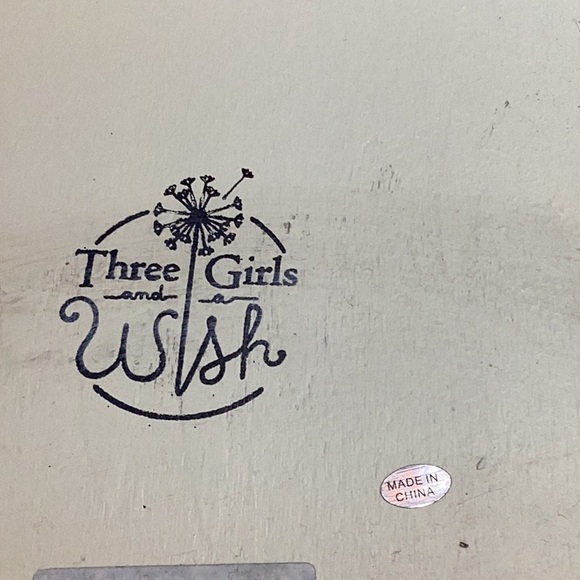 Three Girls
and a
Wish
MADE IN
CHINA